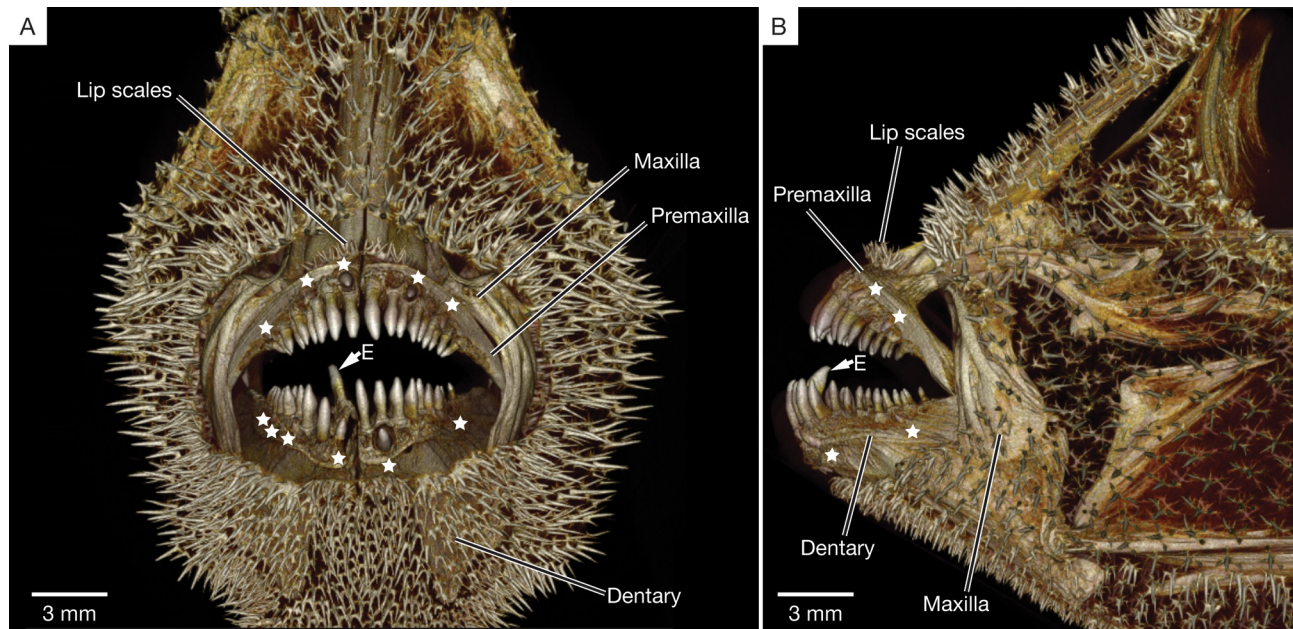 A
Lip scales
Maxilla
Premaxilla
E
Dentary
3 mm
B
Lip scales
Premaxilla
E
Dentary
Maxilla
3 mm